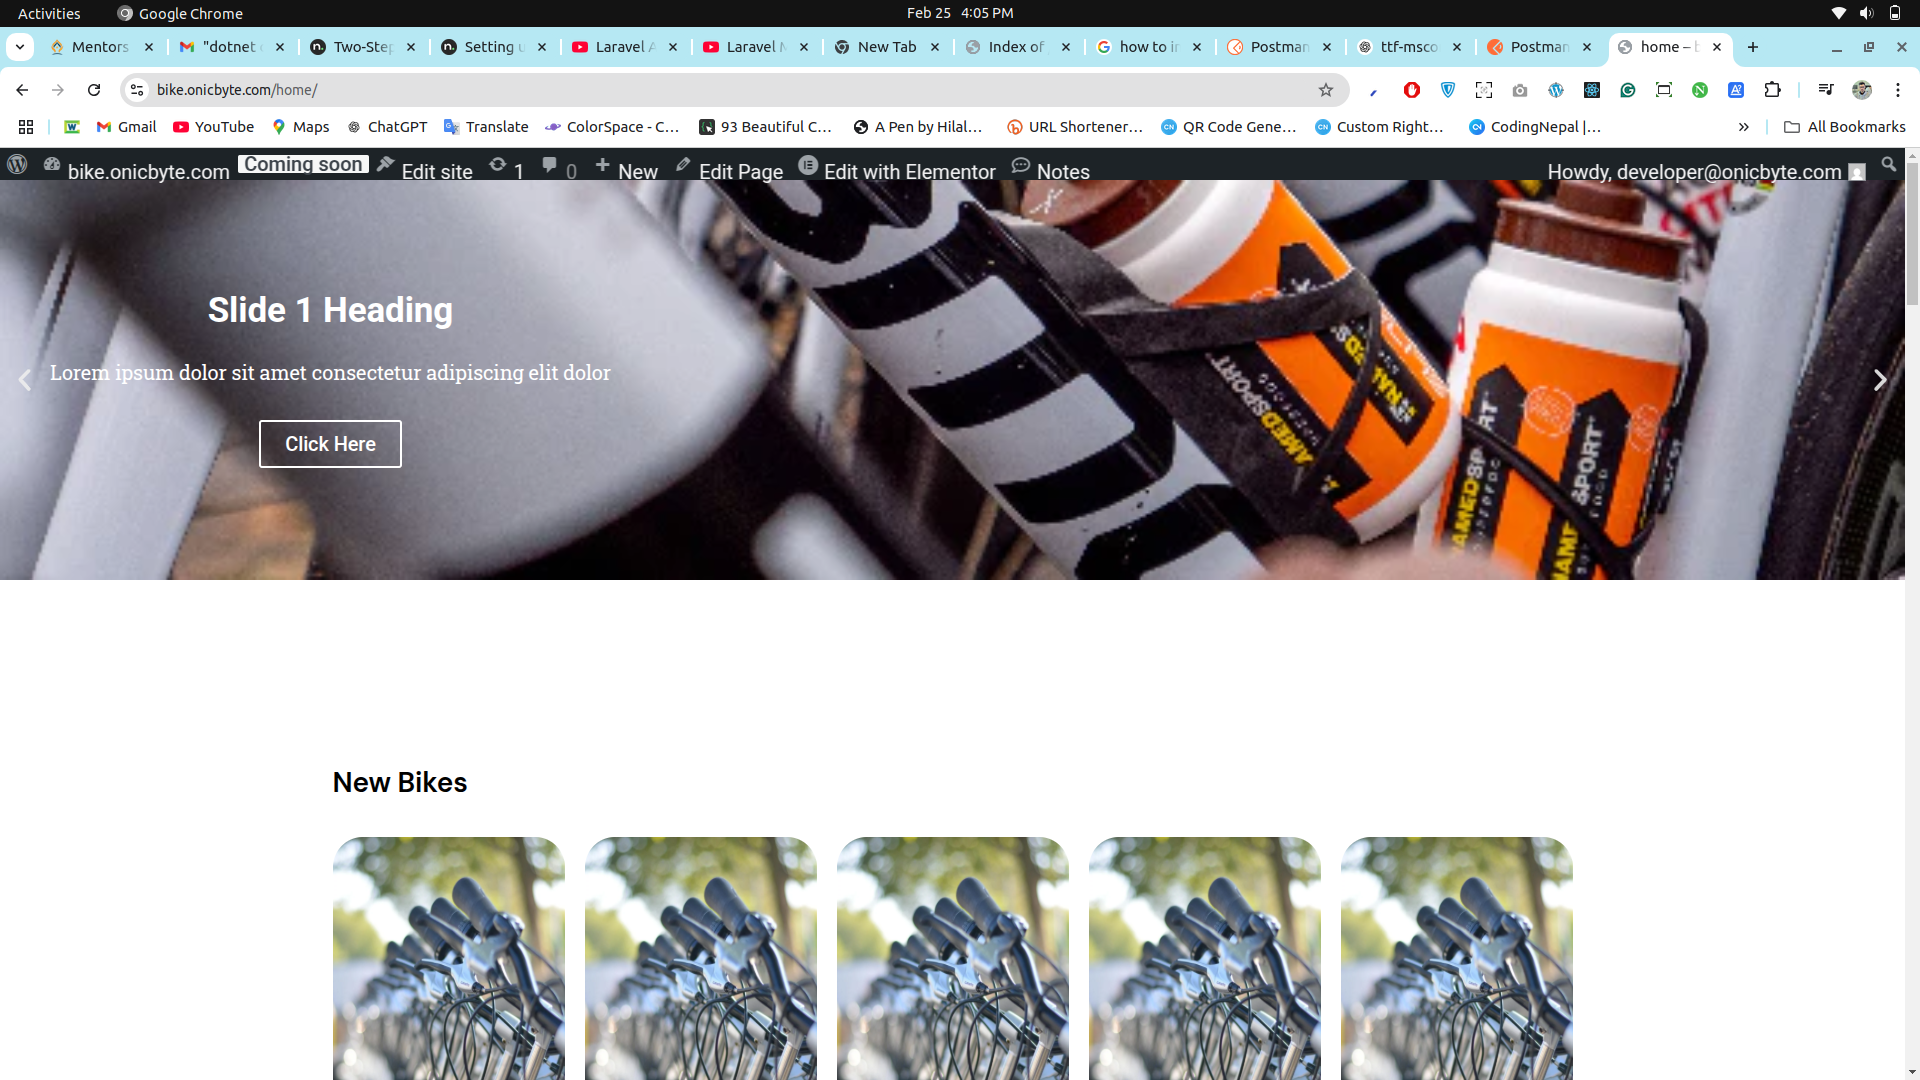 Activities Google Chrome Feb 25 4:05 PM
Mentors "dotnet Two-Step Setting u Laravel A Laravel M New Tab Index of how to in Postman ttf-msco Postman home – b
bike.onicbyte.com/home/
Gmail YouTube Maps ChatGPT Translate ColorSpace - C... 93 Beautiful C... A Pen by Hilal... URL Shortener... QR Code Gene... Custom Right... CodingNepal |... All Bookmarks
bike.onicbyte.com Coming soon Edit site 1 0 New Edit Page Edit with Elementor Notes Howdy, developer@onicbyte.com
Slide 1 Heading
Lorem ipsum dolor sit amet consectetur adipiscing elit dolor
Click Here
NAMEDSPORT
SPORT
New Bikes